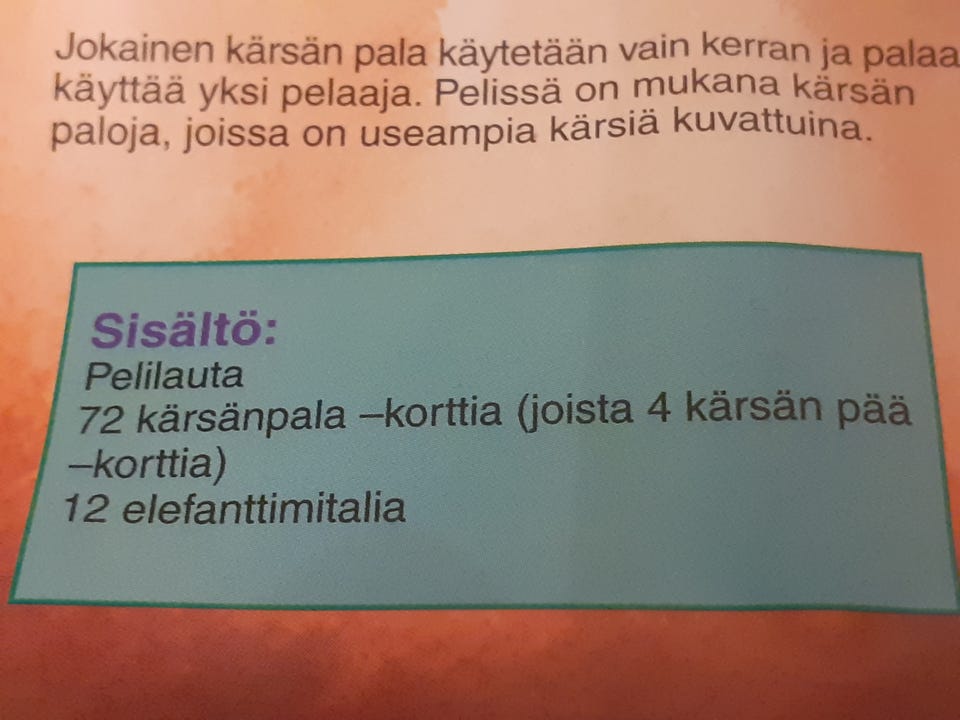 Jokainen kärsän pala käytetään vain kerran ja palaa
käyttää yksi pelaaja. Pelissä on mukana kärsän
paloja, joissa on useampia kärsiä kuvattuina.
Sisältö:
Pelilauta
72 kärsänpala –korttia (joista 4 kärsän pää
–korttia)
12 elefanttimitalia